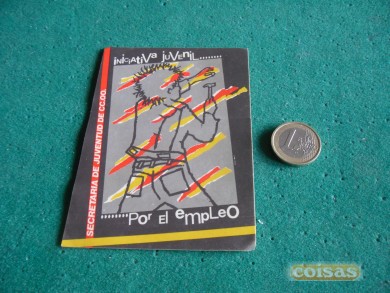 iNiCiATiVa juVENiL........
SECRETARIA DE JUVENTUD DE CC.OO.
........Por El empLeO
1
EURO
coisas